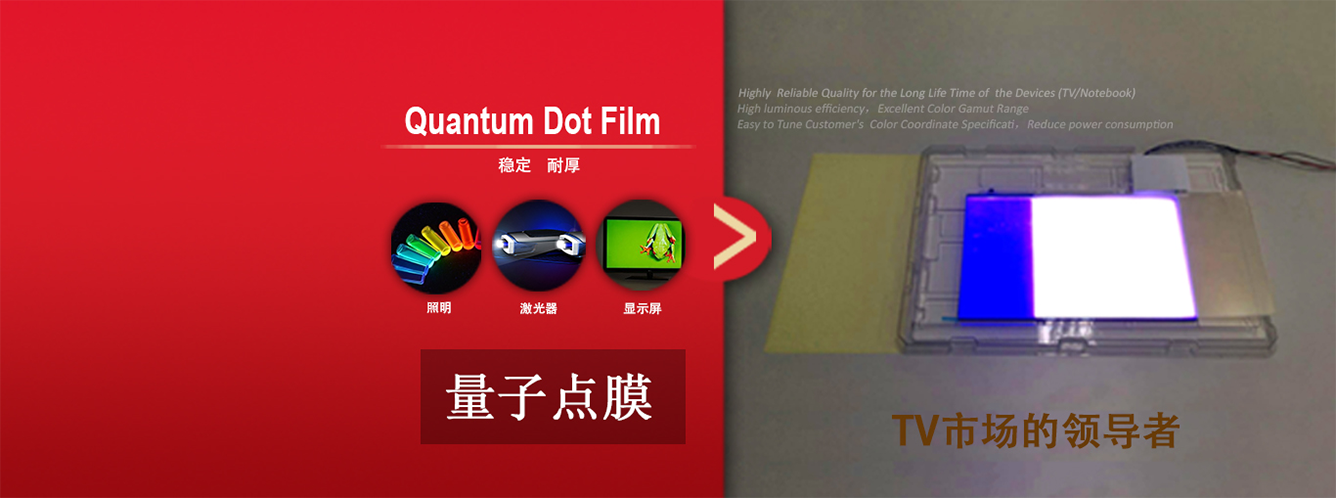 Quantum Dot Film
稳定 耐厚
照明 激光器 显示屏
量子点膜
Highly Reliable Quality for the Long Life Time of the Devices (TV/Notebook)
High luminous efficiency，Excellent Color Gamut Range
Easy to Tune Customer's Color Coordinate Specificati，Reduce power consumption
TV市场的领导者